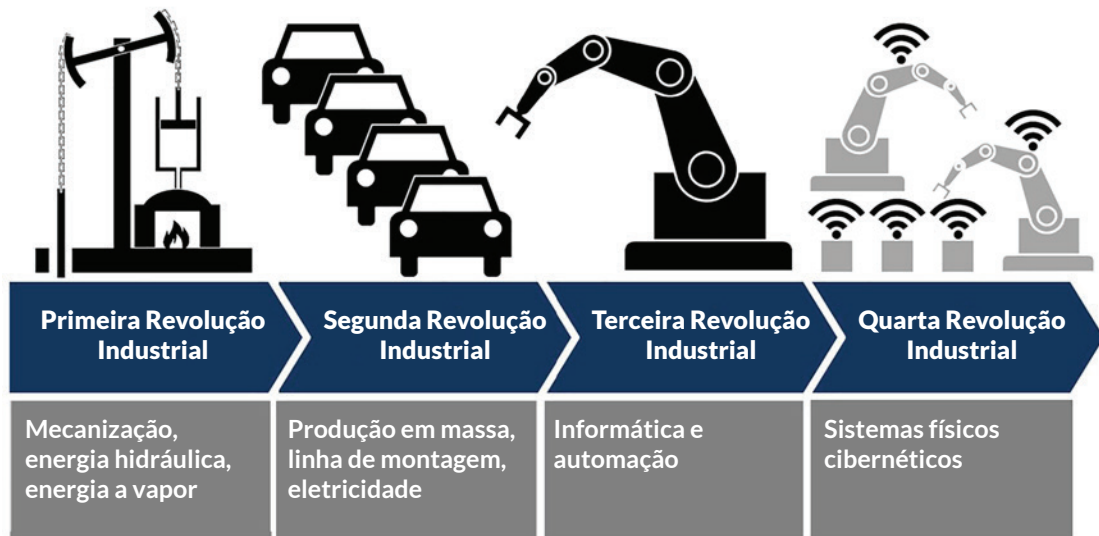 Primeira Revolução
Industrial
Segunda Revolução
Industrial
Terceira Revolução
Industrial
Quarta Revolução
Industrial
Mecanização,
energia hidráulica,
energia a vapor
Produção em massa,
linha de montagem,
eletricidade
Informática e
automação
Sistemas físicos
cibernéticos